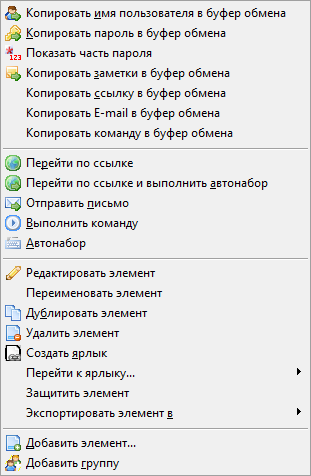 Копировать имя пользователя в буфер обмена
Копировать пароль в буфер обмена
Показать часть пароля
Копировать заметки в буфер обмена
Копировать ссылку в буфер обмена
Копировать E-mail в буфер обмена
Копировать команду в буфер обмена
Перейти по ссылке
Перейти по ссылке и выполнить автонабор
Отправить письмо
Выполнить команду
Автонабор
Редактировать элемент
Переименовать элемент
Дублировать элемент
Удалить элемент
Создать ярлык
Перейти к ярлыку...
Защитить элемент
Экспортировать элемент в
Добавить элемент...
Добавить группу